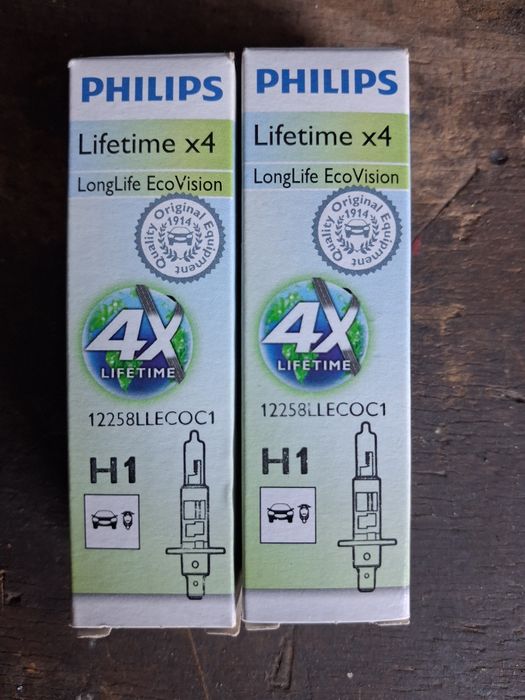 PHILIPS
Lifetime x4
LongLife EcoVision
Quality Original Equipment
1914
4X
LIFETIME
12258LLECOC1
H1
PHILIPS
Lifetime x4
LongLife EcoVision
Quality Original Equipment
1914
4X
LIFETIME
12258LLECOC1
H1